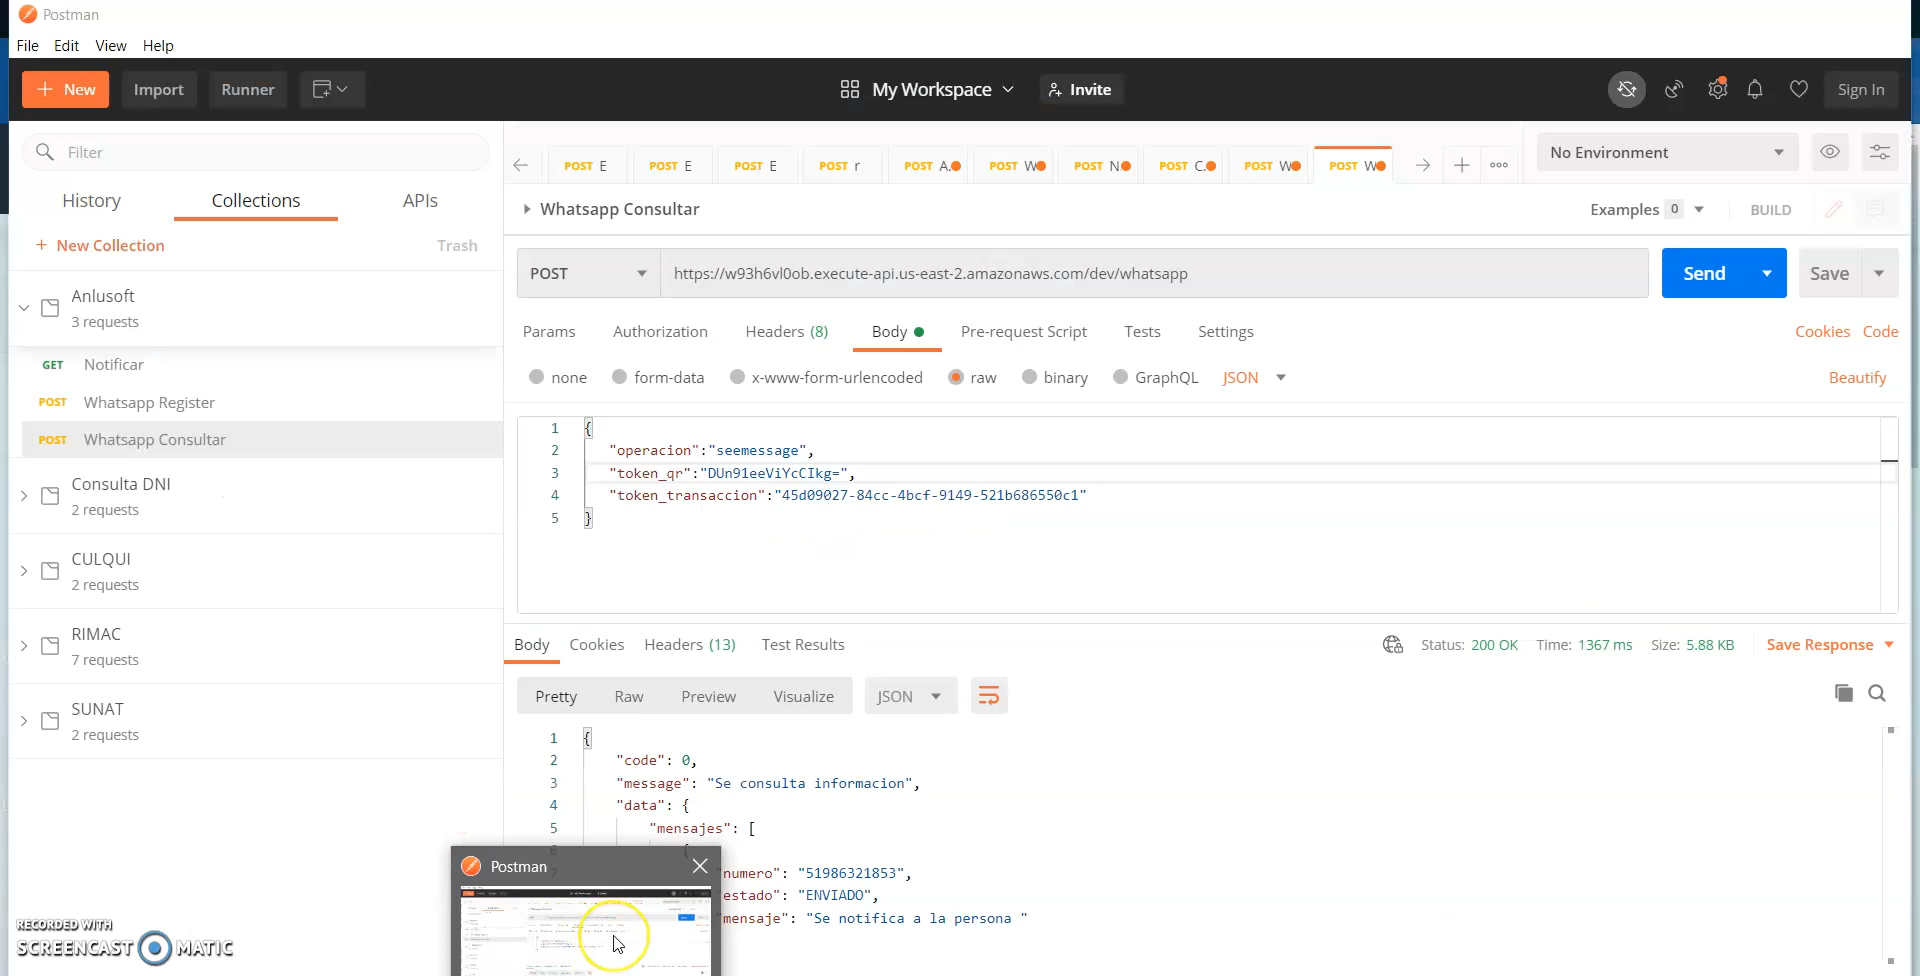 Postman
File Edit View Help
New Import Runner My Workspace Invite Sign In
Filter
History Collections APIs
+ New Collection Trash
Anlusoft
3 requests
GET Notificar
POST Whatsapp Register
POST Whatsapp Consultar
Consulta DNI
2 requests
CULQUI
2 requests
RIMAC
7 requests
SUNAT
2 requests
POST E POST E POST E POST r POST A. POST W POST N. POST C. POST W POST W
No Environment
Whatsapp Consultar Examples 0 BUILD
POST https://w93h6vl0ob.execute-api.us-east-2.amazonaws.com/dev/whatsapp Send Save
Params Authorization Headers (8) Body Pre-request Script Tests Settings Cookies Code
none form-data x-www-form-urlencoded raw binary GraphQL JSON Beautify
1 {
2 "operacion":"seemessage",
3 "token_qr":"DUn91eeViYcCIkg=",
4 "token_transaccion":"45d09027-84cc-4bcf-9149-521b686550c1"
5 }
Body Cookies Headers (13) Test Results Status: 200 OK Time: 1367 ms Size: 5.88 KB Save Response
Pretty Raw Preview Visualize JSON
1 {
2 "code": 0,
3 "message": "Se consulta informacion",
4 "data": {
5 "mensajes": [
{
numero": "51986321853",
estado": "ENVIADO",
mensaje": "Se notifica a la persona "
Postman
RECORDED WITH
SCREENCAST MATIC